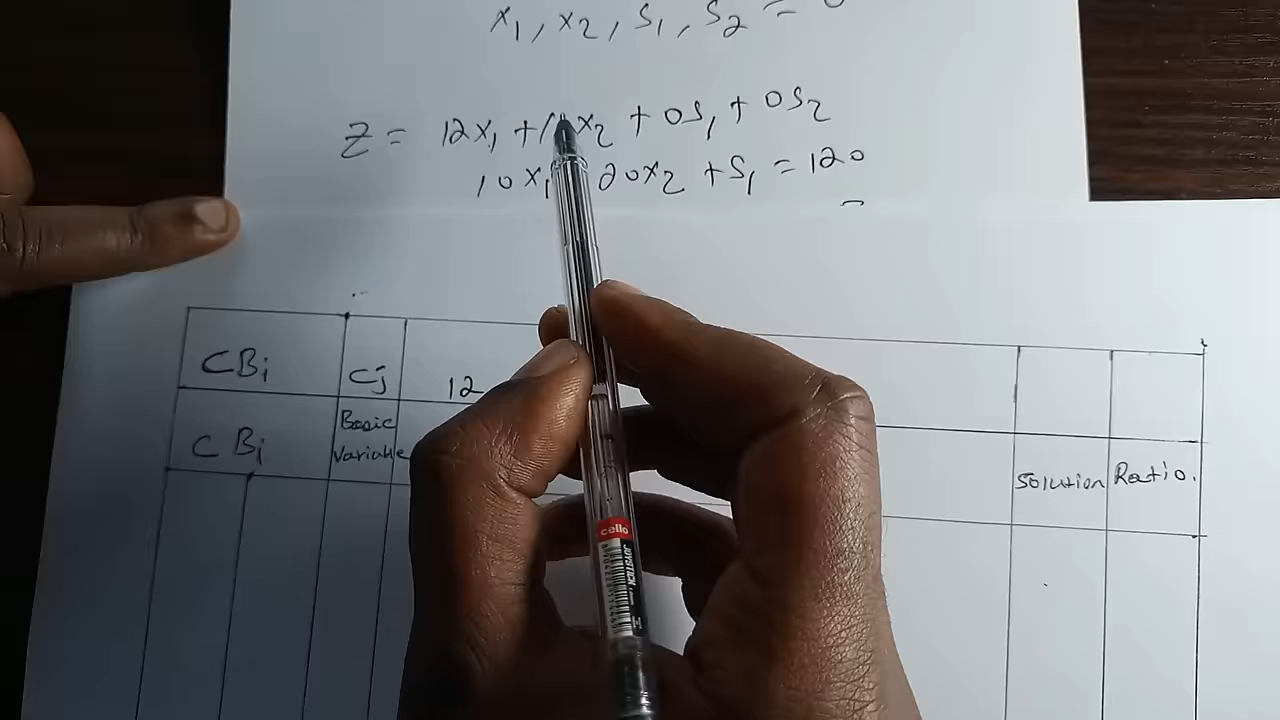 x₁, x₂, S₁, S₂ =
Z = 12x₁ + x₂ + 0S₁ + 0S₂
10x₁ 20x₂ + S₁ = 120
CBi Cj 12
CBi Basic Variable Solution Ratio.
cello
JOYSTICK